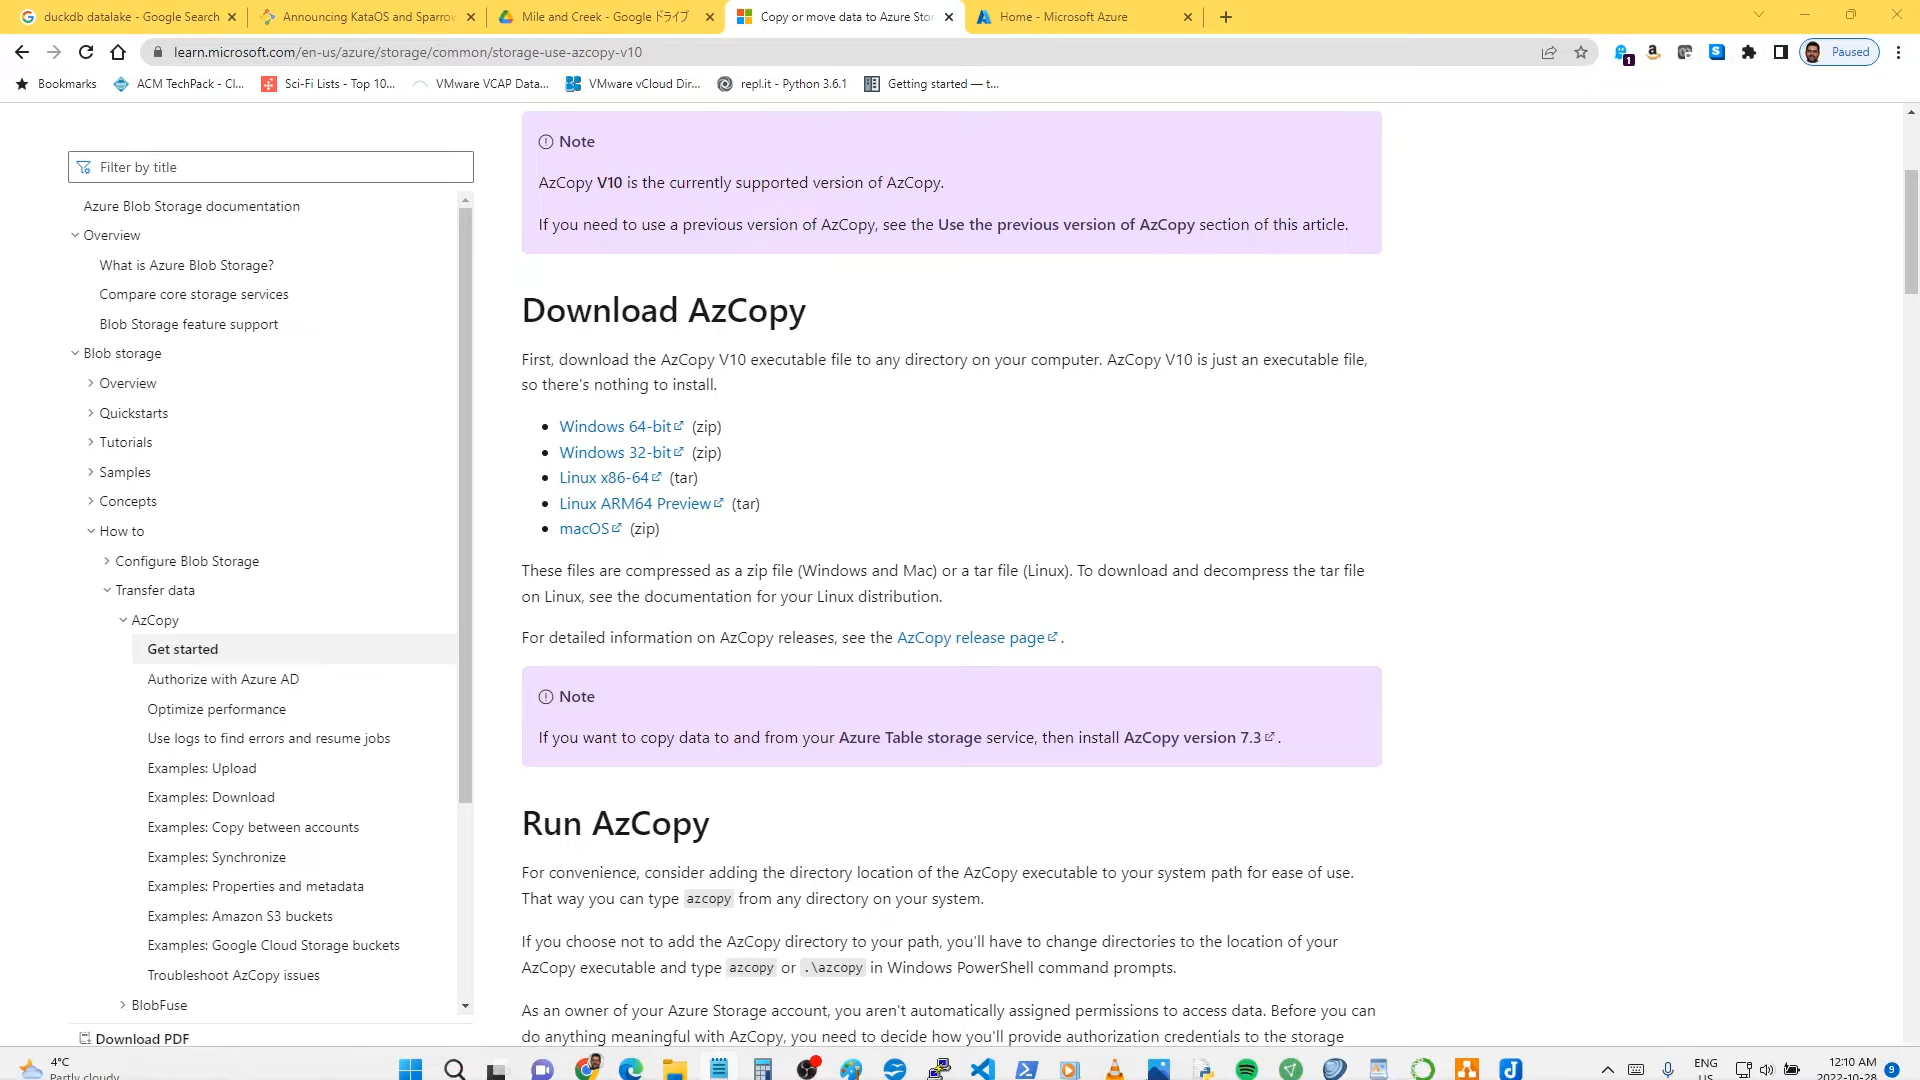 duckdb datalake - Google Search
Announcing KataOS and Sparrow
Mile and Creek - Google ドライブ
Copy or move data to Azure Stor
Home - Microsoft Azure
learn.microsoft.com/en-us/azure/storage/common/storage-use-azcopy-v10
1
Paused
Bookmarks
ACM TechPack - Cl...
Sci-Fi Lists - Top 10...
VMware VCAP Data...
VMware vCloud Dir...
repl.it - Python 3.6.1
Getting started — t...
Filter by title
Azure Blob Storage documentation
Overview
What is Azure Blob Storage?
Compare core storage services
Blob Storage feature support
Blob storage
Overview
Quickstarts
Tutorials
Samples
Concepts
How to
Configure Blob Storage
Transfer data
AzCopy
Get started
Authorize with Azure AD
Optimize performance
Use logs to find errors and resume jobs
Examples: Upload
Examples: Download
Examples: Copy between accounts
Examples: Synchronize
Examples: Properties and metadata
Examples: Amazon S3 buckets
Examples: Google Cloud Storage buckets
Troubleshoot AzCopy issues
BlobFuse
Download PDF
Note
AzCopy V10 is the currently supported version of AzCopy.
If you need to use a previous version of AzCopy, see the Use the previous version of AzCopy section of this article.
Download AzCopy
First, download the AzCopy V10 executable file to any directory on your computer. AzCopy V10 is just an executable file,
so there's nothing to install.
• Windows 64-bit (zip)
• Windows 32-bit (zip)
• Linux x86-64 (tar)
• Linux ARM64 Preview (tar)
• macOS (zip)
These files are compressed as a zip file (Windows and Mac) or a tar file (Linux). To download and decompress the tar file
on Linux, see the documentation for your Linux distribution.
For detailed information on AzCopy releases, see the AzCopy release page.
Note
If you want to copy data to and from your Azure Table storage service, then install AzCopy version 7.3.
Run AzCopy
For convenience, consider adding the directory location of the AzCopy executable to your system path for ease of use.
That way you can type azcopy from any directory on your system.
If you choose not to add the AzCopy directory to your path, you'll have to change directories to the location of your
AzCopy executable and type azcopy or .\azcopy in Windows PowerShell command prompts.
As an owner of your Azure Storage account, you aren't automatically assigned permissions to access data. Before you can
do anything meaningful with AzCopy, you need to decide how you'll provide authorization credentials to the storage
4°C
Partly cloudy
ENG
US
12:10 AM
2022-10-28
9